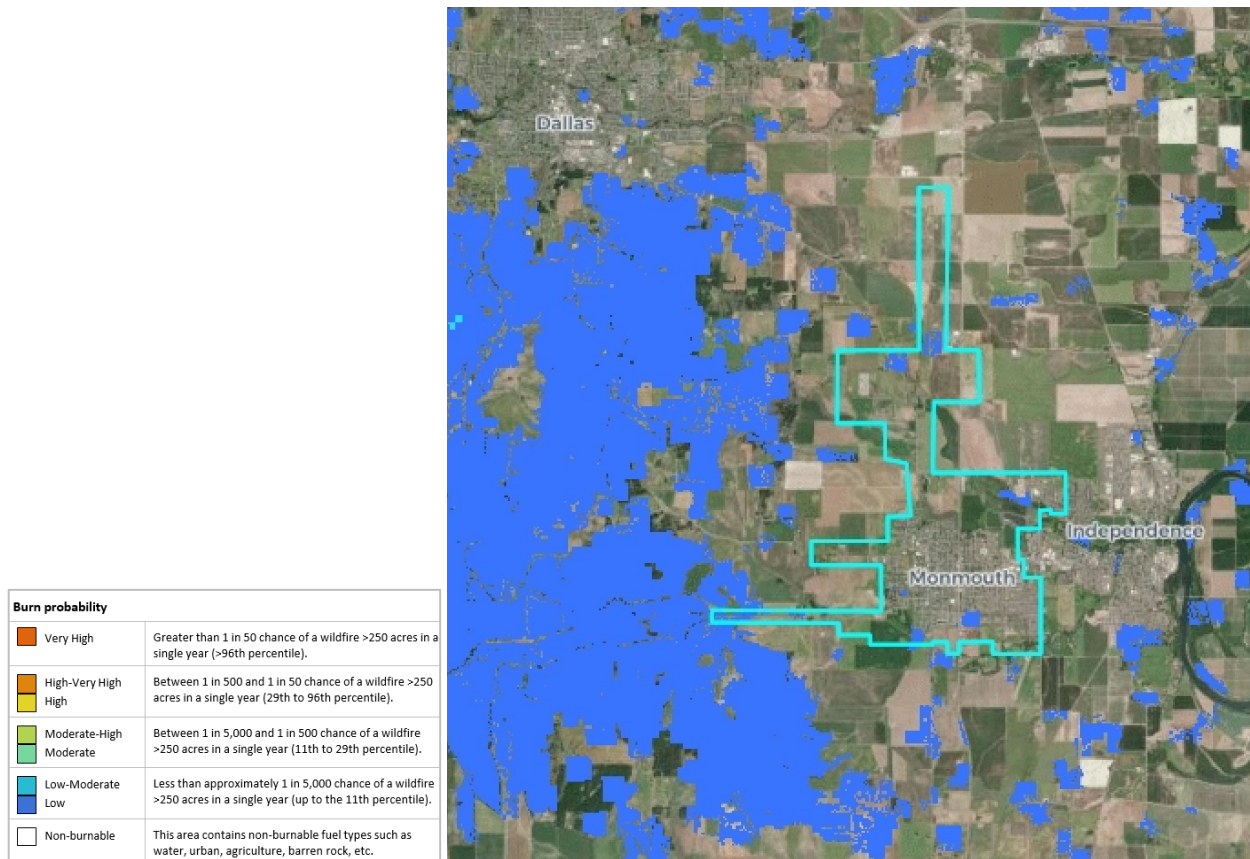 Dallas
Independence
Monmouth
Burn probability
Very High
Greater than 1 in 50 chance of a wildfire >250 acres in a
single year (>96th percentile).
High-Very High
High
Between 1 in 500 and 1 in 50 chance of a wildfire >250
acres in a single year (29th to 96th percentile).
Moderate-High
Moderate
Between 1 in 5,000 and 1 in 500 chance of a wildfire
>250 acres in a single year (11th to 29th percentile).
Low-Moderate
Low
Less than approximately 1 in 5,000 chance of a wildfire
>250 acres in a single year (up to the 11th percentile).
Non-burnable
This area contains non-burnable fuel types such as
water, urban, agriculture, barren rock, etc.